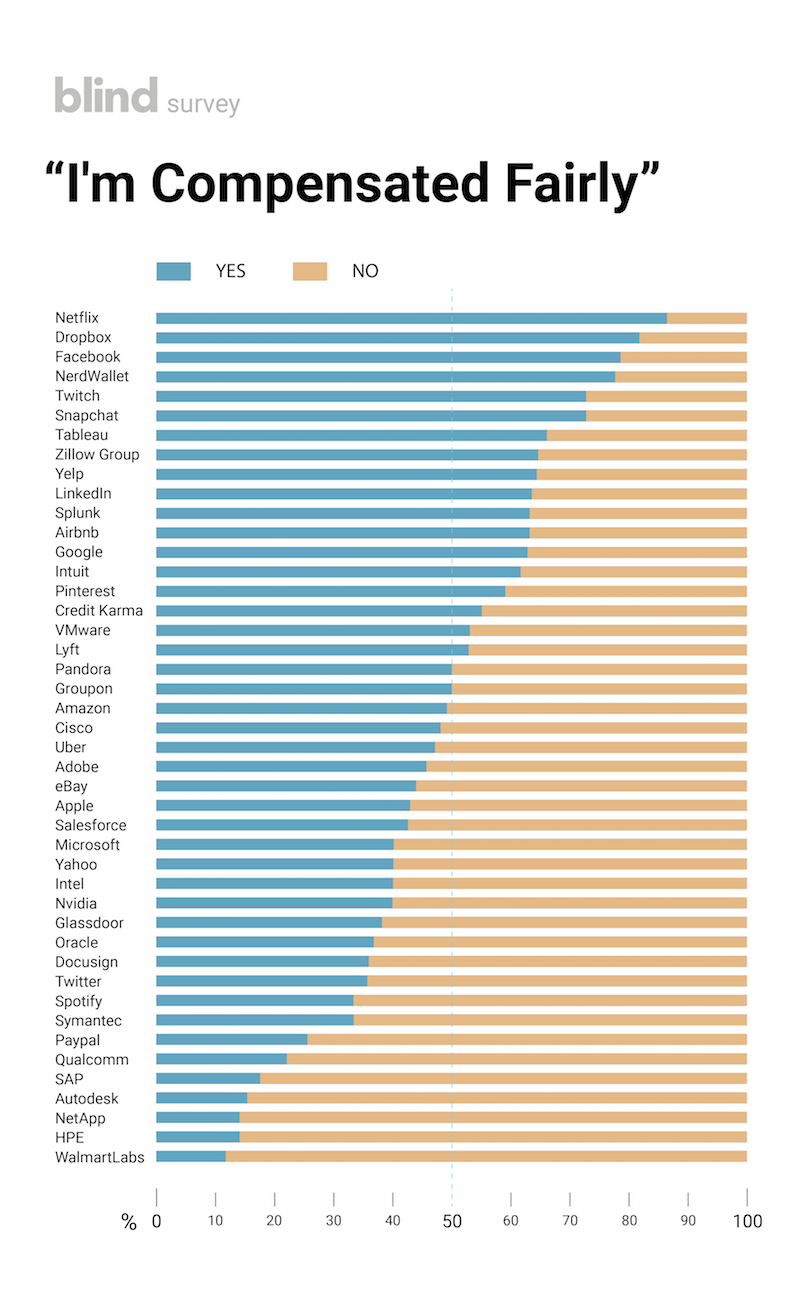 blind survey
“I'm Compensated Fairly”
YES NO
Netflix
Dropbox
Facebook
NerdWallet
Twitch
Snapchat
Tableau
Zillow Group
Yelp
LinkedIn
Splunk
Airbnb
Google
Intuit
Pinterest
Credit Karma
VMware
Lyft
Pandora
Groupon
Amazon
Cisco
Uber
Adobe
eBay
Apple
Salesforce
Microsoft
Yahoo
Intel
Nvidia
Glassdoor
Oracle
Docusign
Twitter
Spotify
Symantec
Paypal
Qualcomm
SAP
Autodesk
NetApp
HPE
WalmartLabs
% 0 10 20 30 40 50 60 70 80 90 100